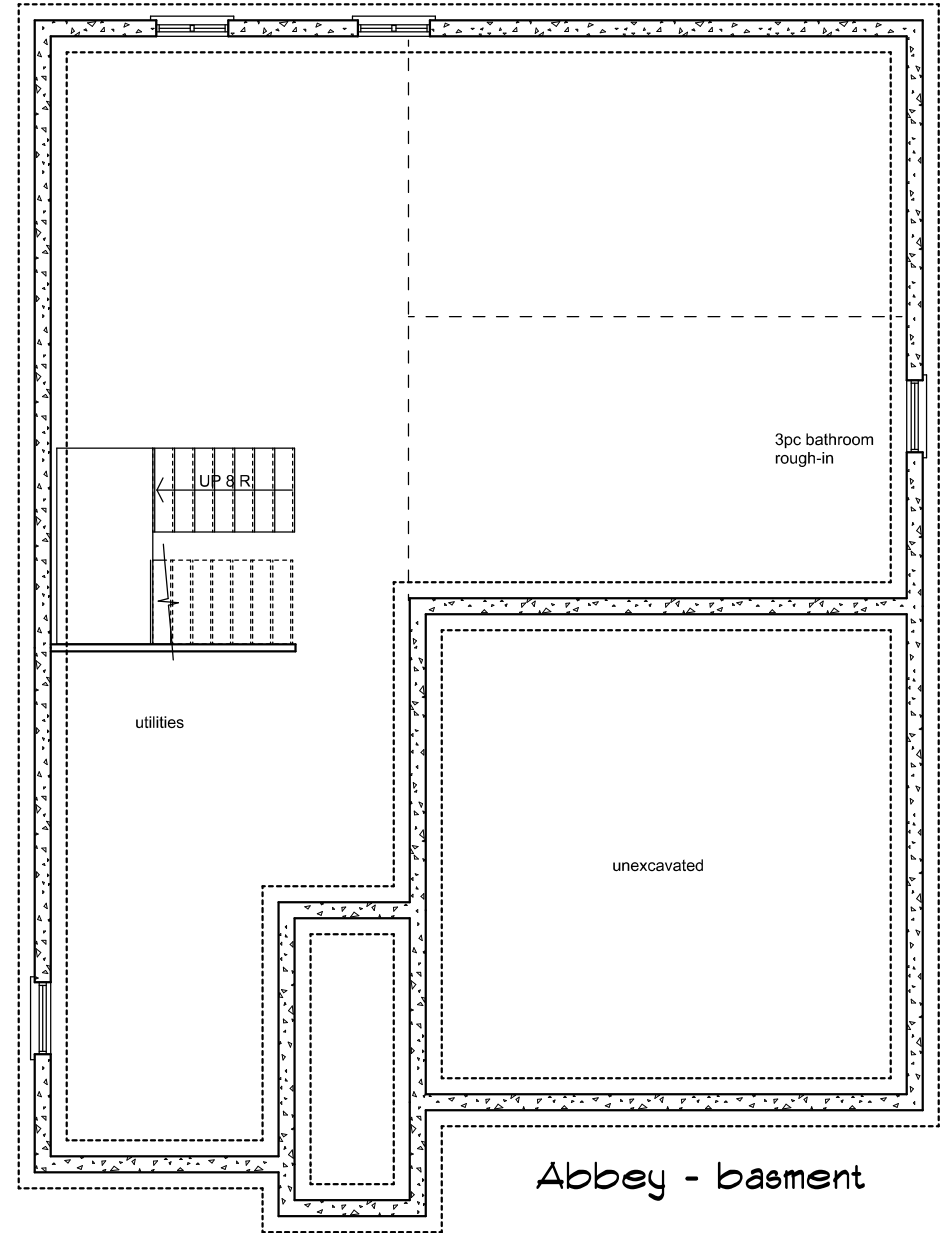 3pc bathroom
rough-in
UP 8 R
utilities
unexcavated
Abbey - basment